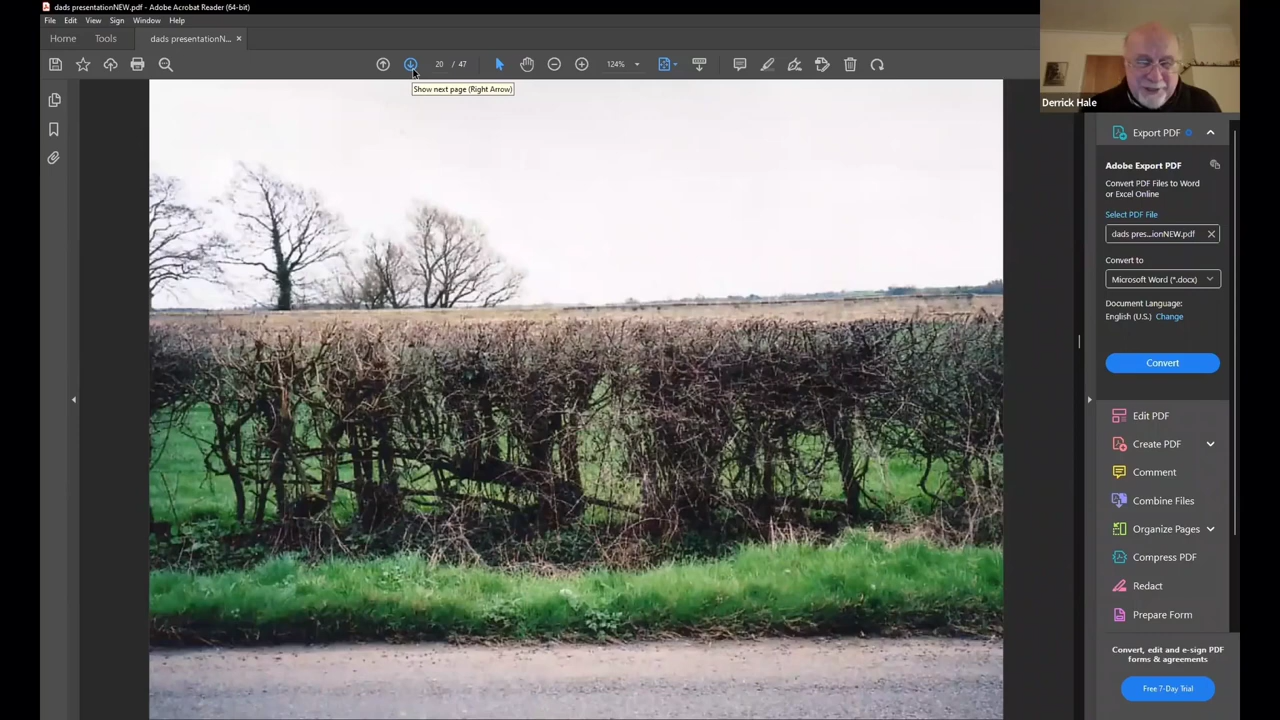 dads presentationNEW.pdf - Adobe Acrobat Reader (64-bit)
File Edit View Sign Window Help
Home Tools dads presentationN... ×
20 / 47 124%
Show next page (Right Arrow)
Derrick Hale
Export PDF
Adobe Export PDF
Convert PDF Files to Word
or Excel Online
Select PDF File
dads pres...ionNEW.pdf
Convert to
Microsoft Word (*.docx)
Document Language:
English (U.S.) Change
Convert
Edit PDF
Create PDF
Comment
Combine Files
Organize Pages
Compress PDF
Redact
Prepare Form
Convert, edit and e-sign PDF
forms & agreements
Free 7-Day Trial